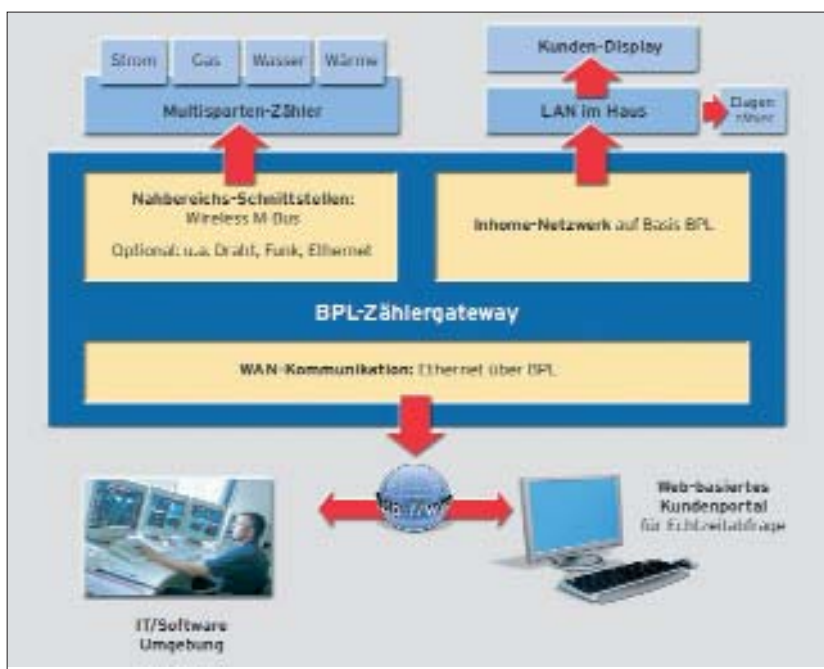 Strom Gas Wasser Wärme
Multisparten-Zähler
Kunden-Display
LAN im Haus
Nahbereichs-Schnittstellen:
Wireless M-Bus
Optional: u.a. Draht, Funk, Ethernet
Inhome-Netzwerk auf Basis BPL
BPL-Zählergateway
WAN-Kommunikation: Ethernet über BPL
Web-basiertes
Kundenportal
für Echtzeitabfrage
IT/Software
Umgebung